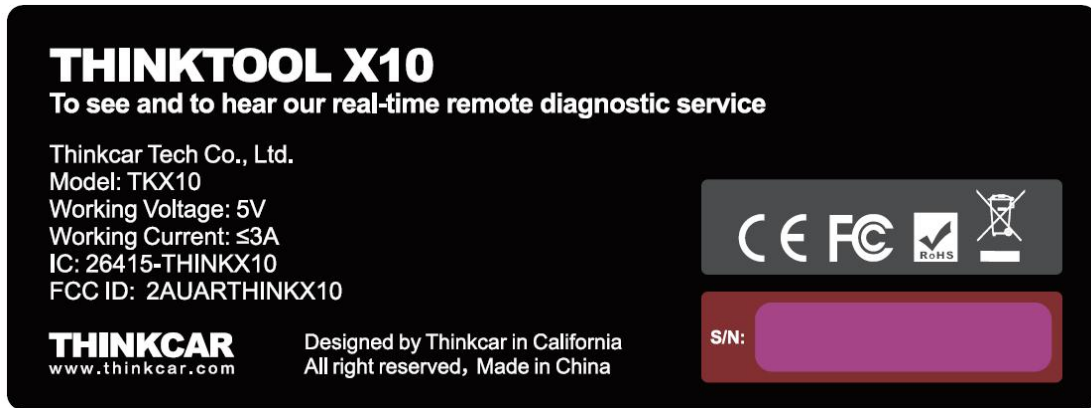 THINKTOOL X10
To see and to hear our real-time remote diagnostic service
Thinkcar Tech Co., Ltd.
Model: TKX10
Working Voltage: 5V
Working Current: ≤3A
IC: 26415-THINKX10
FCC ID: 2AUARTHINKX10
CE FC RoHS
S/N:
THINKCAR
www.thinkcar.com
Designed by Thinkcar in California
All right reserved, Made in China